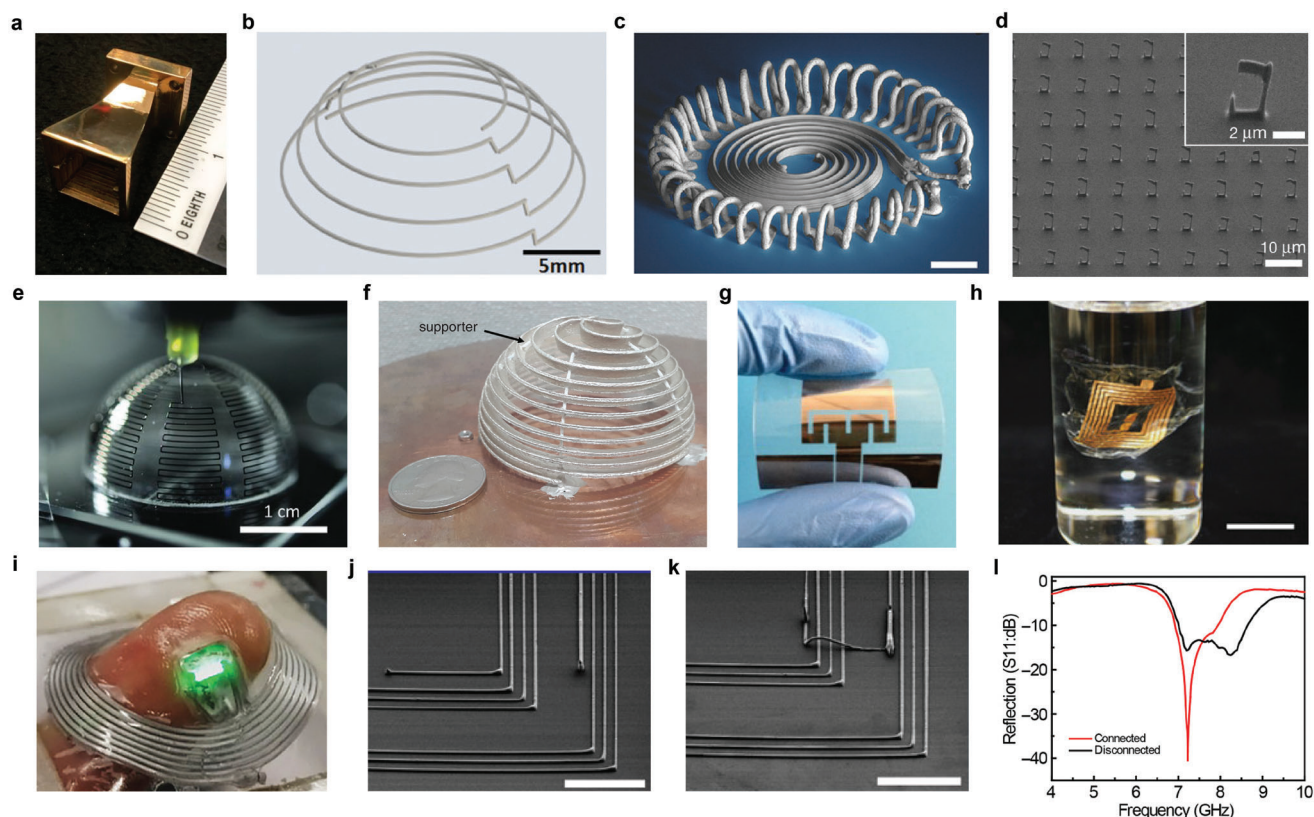 a
b
c
d
0 EIGHTH
1
5mm
2 μm
10 μm
e
f
g
h
supporter
1 cm
i
j
k
l
Reflection (S11:dB)
0
–10
–20
–30
–40
Connected
Disconnected
4 5 6 7 8 9 10
Frequency (GHz)